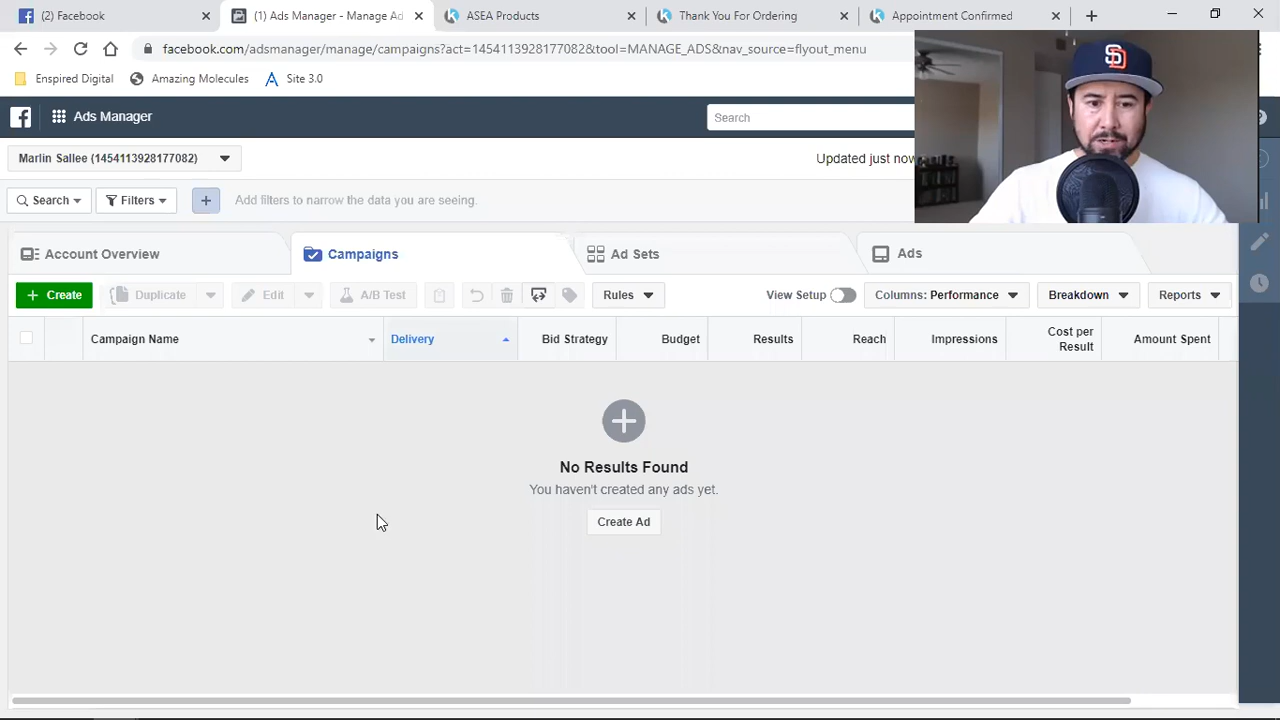 (2) Facebook
(1) Ads Manager - Manage Ad
ASEA Products
Thank You For Ordering
Appointment Confirmed
facebook.com/adsmanager/manage/campaigns?act=1454113928177082&tool=MANAGE_ADS&nav_source=flyout_menu
Enspired Digital
Amazing Molecules
Site 3.0
Ads Manager
Search
Marlin Sallee (1454113928177082)
Updated just now
Search
Filters
Add filters to narrow the data you are seeing.
Account Overview
Campaigns
Ad Sets
Ads
Create
Duplicate
Edit
A/B Test
Rules
View Setup
Columns: Performance
Breakdown
Reports
Campaign Name
Delivery
Bid Strategy
Budget
Results
Reach
Impressions
Cost per
Result
Amount Spent
No Results Found
You haven't created any ads yet.
Create Ad
SD